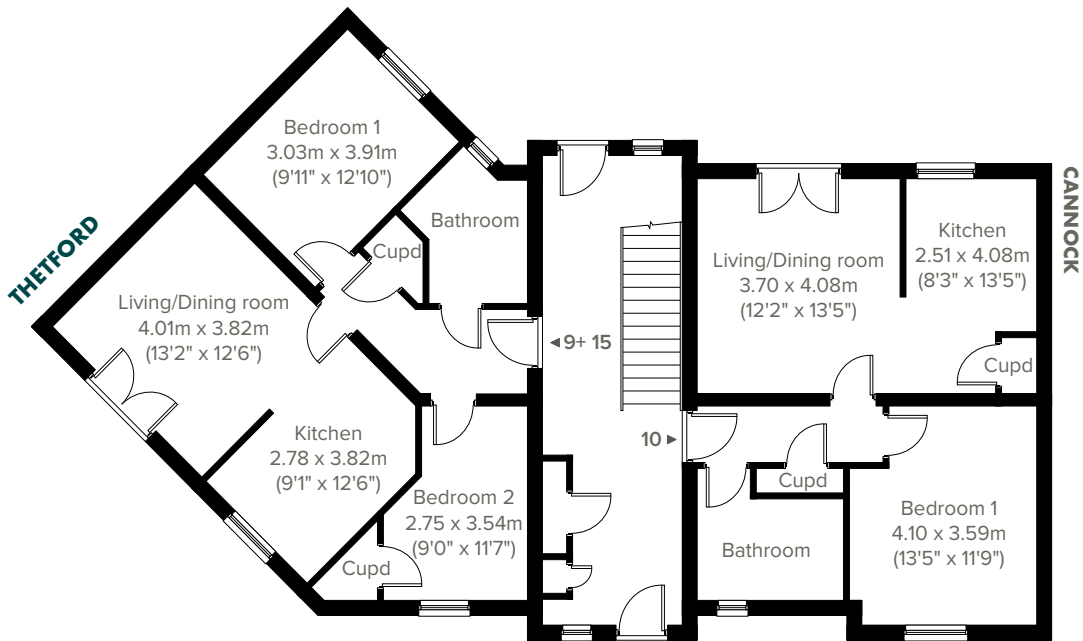 THETFORD
Bedroom 1
3.03m x 3.91m
(9'11" x 12'10")
Bathroom
Cupd
Living/Dining room
4.01m x 3.82m
(13'2" x 12'6")
Kitchen
2.78 x 3.82m
(9'1" x 12'6")
Bedroom 2
2.75 x 3.54m
(9'0" x 11'7")
Cupd
◂9+ 15
10 ▸
CANNOCK
Living/Dining room
3.70 x 4.08m
(12'2" x 13'5")
Kitchen
2.51 x 4.08m
(8'3" x 13'5")
Cupd
Cupd
Bathroom
Bedroom 1
4.10 x 3.59m
(13'5" x 11'9")